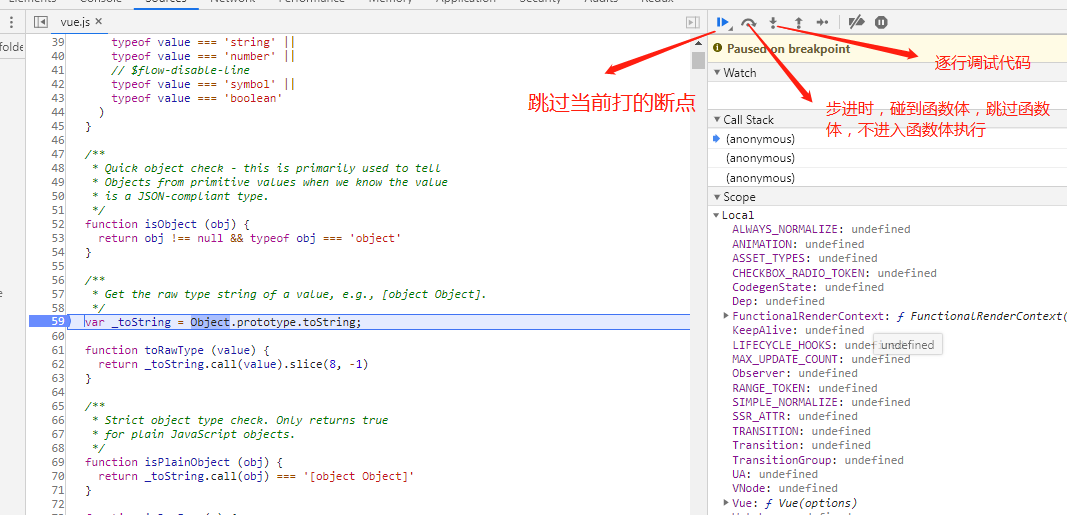 Elements Console Sources Network Performance Memory Application Security Audits Redux
vue.js ×
folde
39 typeof value === 'string' ||
40 typeof value === 'number' ||
41 // $flow-disable-line
42 typeof value === 'symbol' ||
43 typeof value === 'boolean'
44 )
45 }
46
47 /**
48 * Quick object check - this is primarily used to tell
49 * Objects from primitive values when we know the value
50 * is a JSON-compliant type.
51 */
52 function isObject (obj) {
53 return obj !== null && typeof obj === 'object'
54 }
55
56 /**
57 * Get the raw type string of a value, e.g., [object Object].
58 */
59 var _toString = Object.prototype.toString;
60
61 function toRawType (value) {
62 return _toString.call(value).slice(8, -1)
63 }
64
65 /**
66 * Strict object type check. Only returns true
67 * for plain JavaScript objects.
68 */
69 function isPlainObject (obj) {
70 return _toString.call(obj) === '[object Object]'
71 }
72
跳过当前打的断点
Paused on breakpoint
逐行调试代码
Watch
步进时，碰到函数体，跳过函数
体，不进入函数体执行
Call Stack
(anonymous)
(anonymous)
(anonymous)
Scope
Local
ALWAYS_NORMALIZE: undefined
ANIMATION: undefined
ASSET_TYPES: undefined
CHECKBOX_RADIO_TOKEN: undefined
CodegenState: undefined
Dep: undefined
FunctionalRenderContext: ƒ FunctionalRenderContext(
KeepAlive: undefined
LIFECYCLE_HOOKS: undefined
undefined
MAX_UPDATE_COUNT: undefined
Observer: undefined
RANGE_TOKEN: undefined
SIMPLE_NORMALIZE: undefined
SSR_ATTR: undefined
TRANSITION: undefined
Transition: undefined
TransitionGroup: undefined
UA: undefined
VNode: undefined
Vue: ƒ Vue(options)